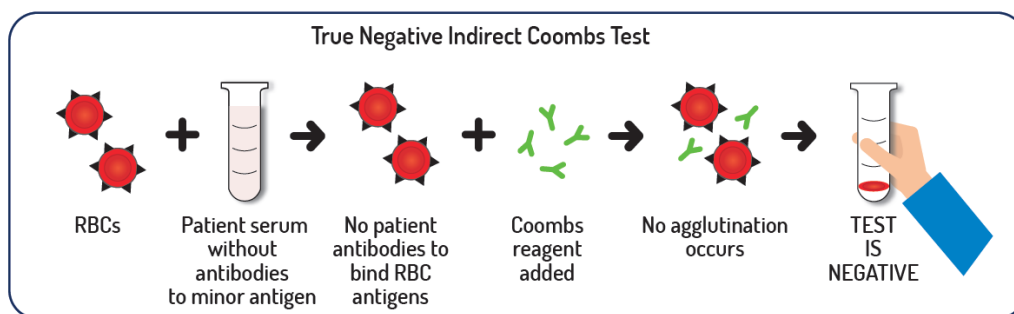 True Negative Indirect Coombs Test
RBCs
Patient serum
without
antibodies
to minor antigen
No patient
antibodies to
bind RBC
antigens
Coombs
reagent
added
No agglutination
occurs
TEST
IS
NEGATIVE